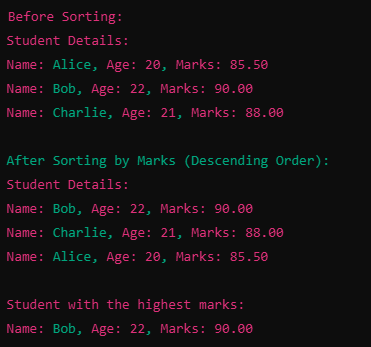 Before Sorting:
Student Details:
Name: Alice, Age: 20, Marks: 85.50
Name: Bob, Age: 22, Marks: 90.00
Name: Charlie, Age: 21, Marks: 88.00
After Sorting by Marks (Descending Order):
Student Details:
Name: Bob, Age: 22, Marks: 90.00
Name: Charlie, Age: 21, Marks: 88.00
Name: Alice, Age: 20, Marks: 85.50
Student with the highest marks:
Name: Bob, Age: 22, Marks: 90.00